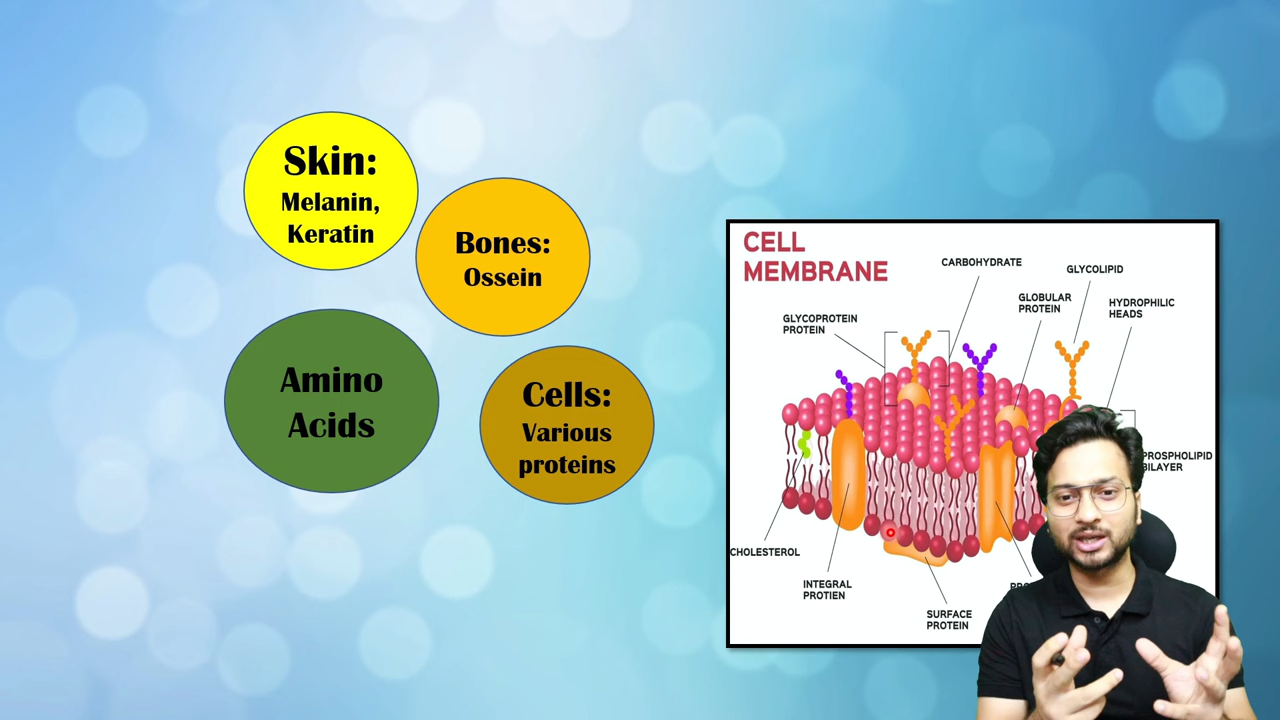 Skin:
Melanin,
Keratin
Bones:
Ossein
Amino
Acids
Cells:
Various
proteins
CELL
MEMBRANE
CARBOHYDRATE
GLYCOLIPID
GLOBULAR
PROTEIN
HYDROPHILIC
HEADS
GLYCOPROTEIN
PROTEIN
PHOSPHOLIPID
BILAYER
CHOLESTEROL
INTEGRAL
PROTIEN
SURFACE
PROTEIN